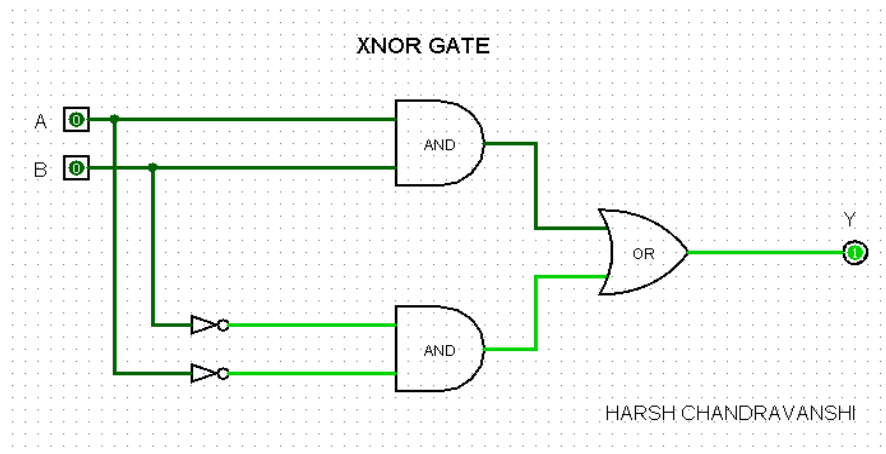 XNOR GATE
A 0
AND
B 0
Y
OR
1
AND
HARSH CHANDRAVANSHI